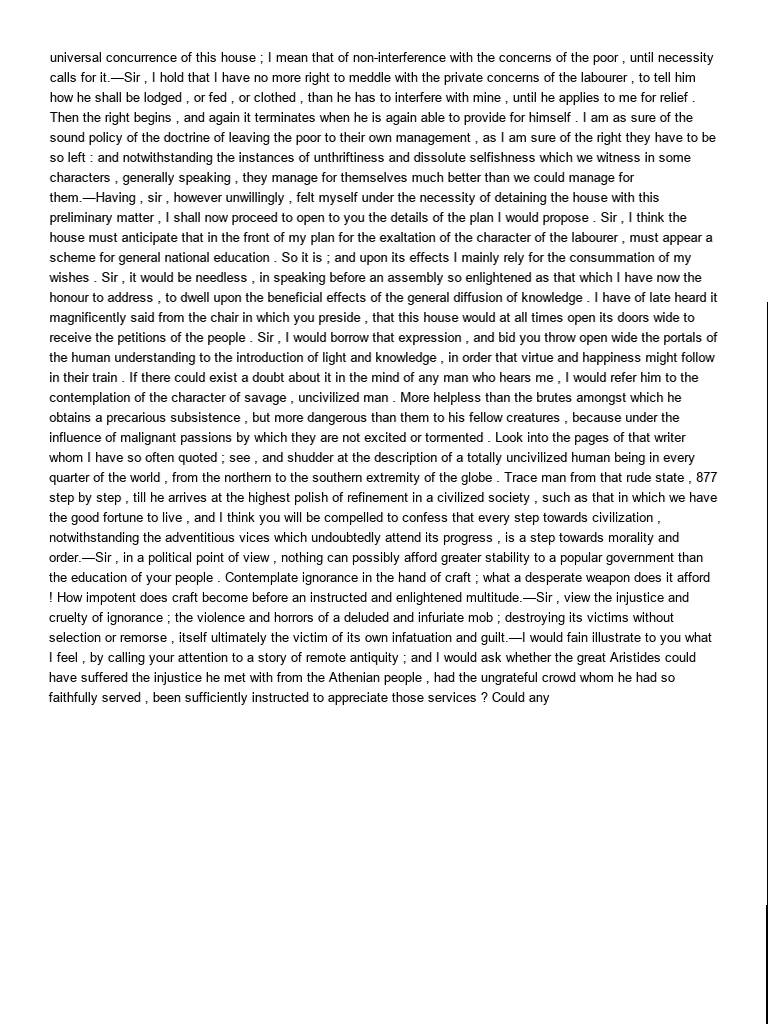 universal concurrence of this house ; I mean that of non-interference with the concerns of the poor , until necessity
calls for it.—Sir , I hold that I have no more right to meddle with the private concerns of the labourer , to tell him
how he shall be lodged , or fed , or clothed , than he has to interfere with mine , until he applies to me for relief .
Then the right begins , and again it terminates when he is again able to provide for himself . I am as sure of the
sound policy of the doctrine of leaving the poor to their own management , as I am sure of the right they have to be
so left : and notwithstanding the instances of unthriftiness and dissolute selfishness which we witness in some
characters , generally speaking , they manage for themselves much better than we could manage for
them.—Having , sir , however unwillingly , felt myself under the necessity of detaining the house with this
preliminary matter , I shall now proceed to open to you the details of the plan I would propose . Sir , I think the
house must anticipate that in the front of my plan for the exaltation of the character of the labourer , must appear a
scheme for general national education . So it is ; and upon its effects I mainly rely for the consummation of my
wishes . Sir , it would be needless , in speaking before an assembly so enlightened as that which I have now the
honour to address , to dwell upon the beneficial effects of the general diffusion of knowledge . I have of late heard it
magnificently said from the chair in which you preside , that this house would at all times open its doors wide to
receive the petitions of the people . Sir , I would borrow that expression , and bid you throw open wide the portals of
the human understanding to the introduction of light and knowledge , in order that virtue and happiness might follow
in their train . If there could exist a doubt about it in the mind of any man who hears me , I would refer him to the
contemplation of the character of savage , uncivilized man . More helpless than the brutes amongst which he
obtains a precarious subsistence , but more dangerous than them to his fellow creatures , because under the
influence of malignant passions by which they are not excited or tormented . Look into the pages of that writer
whom I have so often quoted ; see , and shudder at the description of a totally uncivilized human being in every
quarter of the world , from the northern to the southern extremity of the globe . Trace man from that rude state , 877
step by step , till he arrives at the highest polish of refinement in a civilized society , such as that in which we have
the good fortune to live , and I think you will be compelled to confess that every step towards civilization ,
notwithstanding the adventitious vices which undoubtedly attend its progress , is a step towards morality and
order.—Sir , in a political point of view , nothing can possibly afford greater stability to a popular government than
the education of your people . Contemplate ignorance in the hand of craft ; what a desperate weapon does it afford
! How impotent does craft become before an instructed and enlightened multitude.—Sir , view the injustice and
cruelty of ignorance ; the violence and horrors of a deluded and infuriate mob ; destroying its victims without
selection or remorse , itself ultimately the victim of its own infatuation and guilt.—I would fain illustrate to you what
I feel , by calling your attention to a story of remote antiquity ; and I would ask whether the great Aristides could
have suffered the injustice he met with from the Athenian people , had the ungrateful crowd whom he had so
faithfully served , been sufficiently instructed to appreciate those services ? Could any